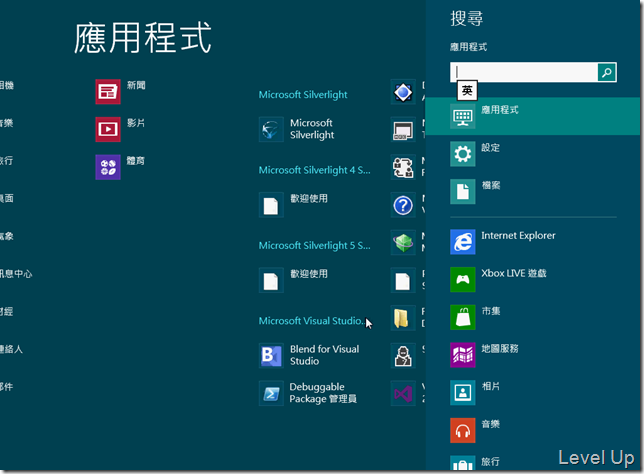 應用程式
相機
音樂
旅行
桌面
氣象
訊息中心
財經
連絡人
郵件
新聞
影片
體育
Microsoft Silverlight
Microsoft
Silverlight
Microsoft Silverlight 4 S...
歡迎使用
Microsoft Silverlight 5 S...
歡迎使用
Microsoft Visual Studio...
Blend for Visual
Studio
Debuggable
Package 管理員
搜尋
應用程式
英
應用程式
設定
檔案
Internet Explorer
Xbox LIVE 遊戲
市集
地圖服務
相片
音樂
旅行
Level Up